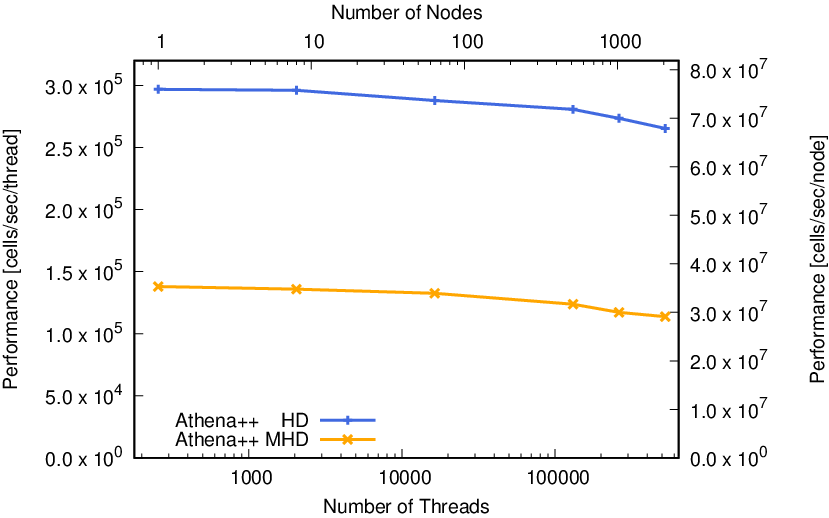 Number of Nodes
1 10 100 1000
3.0 x 10^5
2.5 x 10^5
2.0 x 10^5
1.5 x 10^5
1.0 x 10^5
5.0 x 10^4
0.0 x 10^0
Performance [cells/sec/thread]
8.0 x 10^7
7.0 x 10^7
6.0 x 10^7
5.0 x 10^7
4.0 x 10^7
3.0 x 10^7
2.0 x 10^7
1.0 x 10^7
0.0 x 10^0
Performance [cells/sec/node]
Athena++ HD
Athena++ MHD
1000 10000 100000
Number of Threads